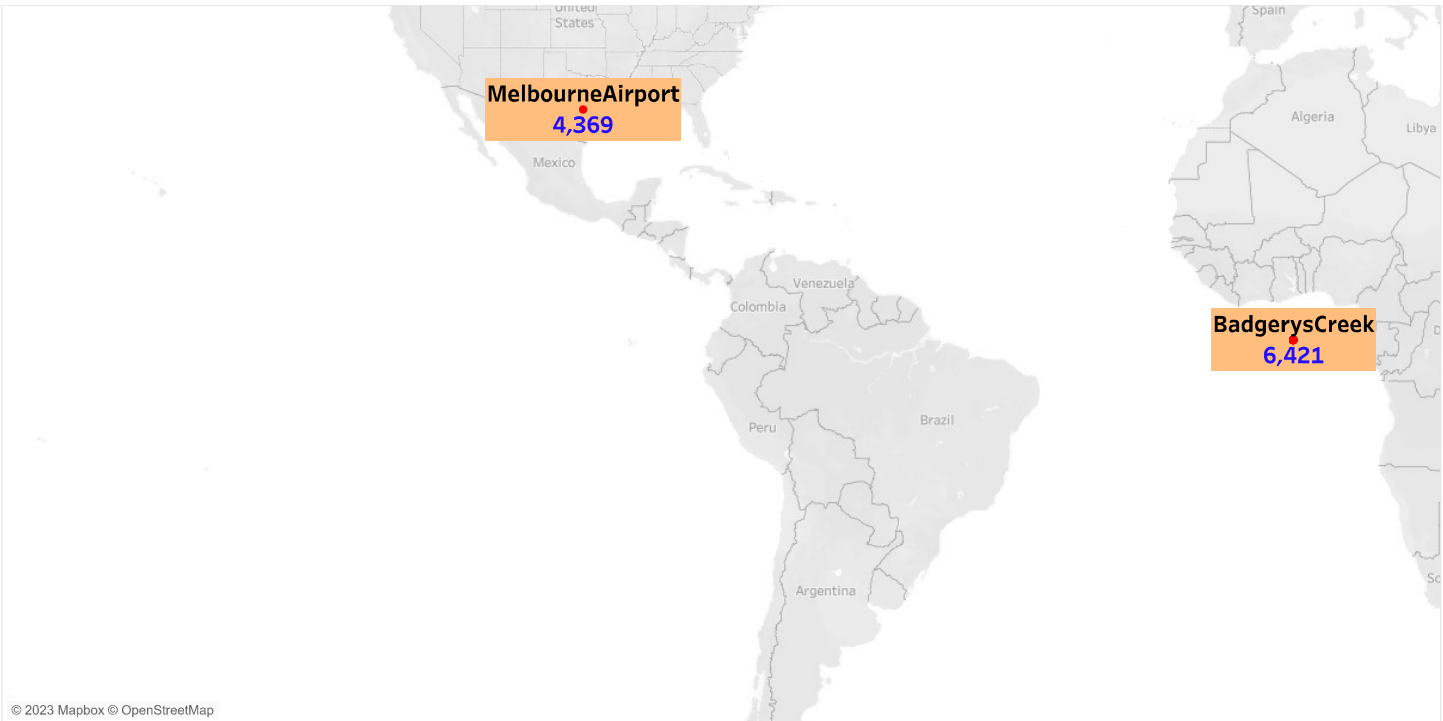 United
States
Spain
MelbourneAirport
4,369
Algeria
Libya
Mexico
Venezuela
Colombia
BadgerysCreek
6,421
D
Peru
Brazil
So
Argentina
© 2023 Mapbox © OpenStreetMap